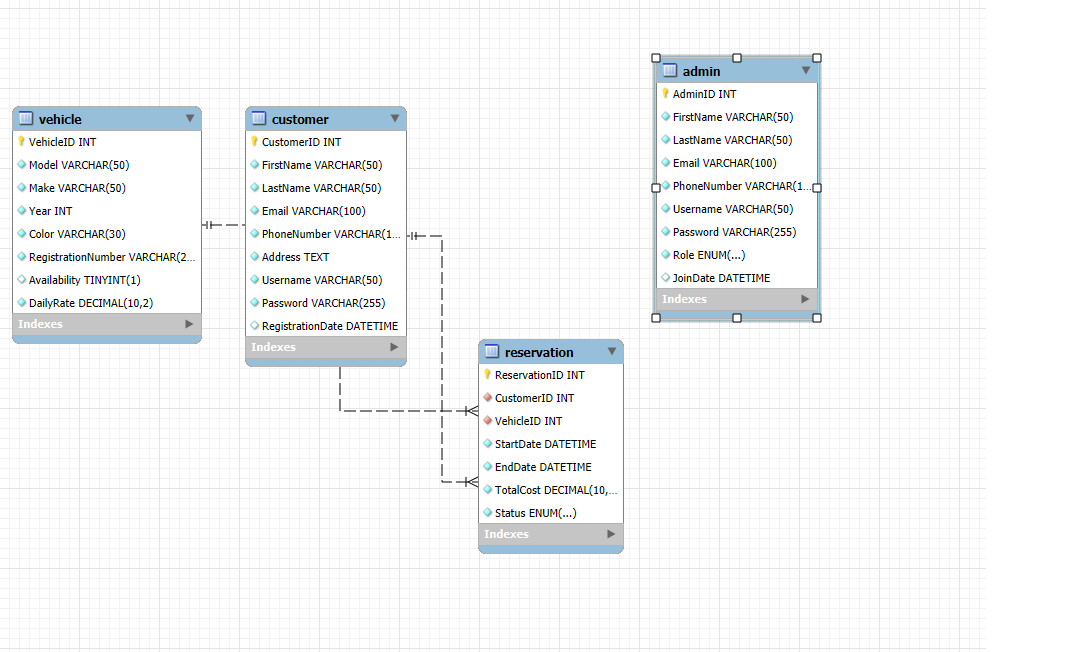 vehicle
VehicleID INT
Model VARCHAR(50)
Make VARCHAR(50)
Year INT
Color VARCHAR(30)
RegistrationNumber VARCHAR(2...
Availability TINYINT(1)
DailyRate DECIMAL(10,2)
Indexes
customer
CustomerID INT
FirstName VARCHAR(50)
LastName VARCHAR(50)
Email VARCHAR(100)
PhoneNumber VARCHAR(1...
Address TEXT
Username VARCHAR(50)
Password VARCHAR(255)
RegistrationDate DATETIME
Indexes
reservation
ReservationID INT
CustomerID INT
VehicleID INT
StartDate DATETIME
EndDate DATETIME
TotalCost DECIMAL(10,...
Status ENUM(...)
Indexes
admin
AdminID INT
FirstName VARCHAR(50)
LastName VARCHAR(50)
Email VARCHAR(100)
PhoneNumber VARCHAR(1...
Username VARCHAR(50)
Password VARCHAR(255)
Role ENUM(...)
JoinDate DATETIME
Indexes